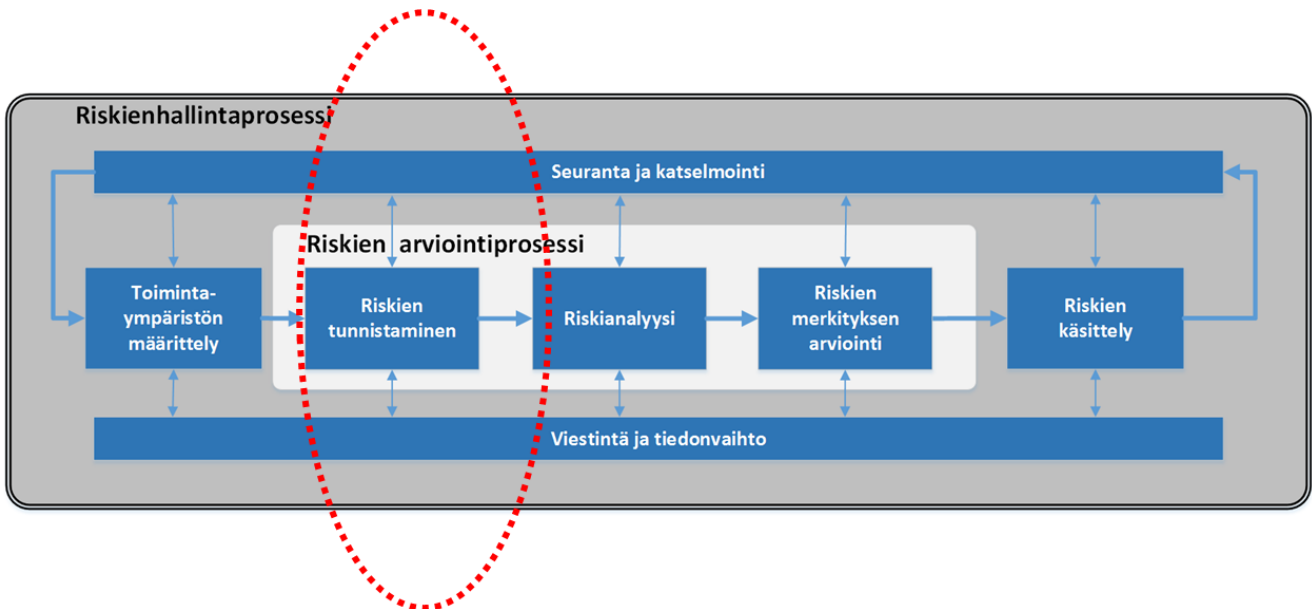 Riskienhallintaprosessi
Seuranta ja katselmointi
Riskien arviointiprosessi
Toiminta-
ympäristön
määrittely
Riskien
tunnistaminen
Riskianalyysi
Riskien
merkityksen
arviointi
Riskien
käsittely
Viestintä ja tiedonvaihto